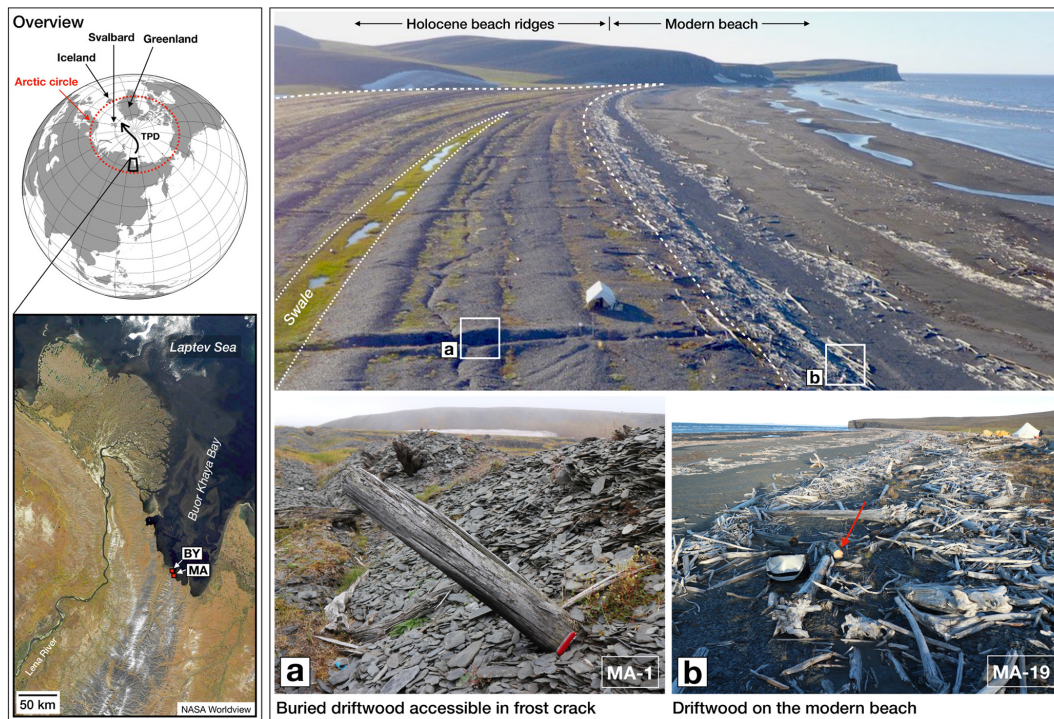 Overview
Svalbard
Greenland
Iceland
Arctic circle
TPD
Laptev Sea
Buor Khaya Bay
BY
MA
Lena River
50 km
NASA Worldview
Holocene beach ridges
Modern beach
Swale
a
b
a
MA-1
Buried driftwood accessible in frost crack
b
MA-19
Driftwood on the modern beach